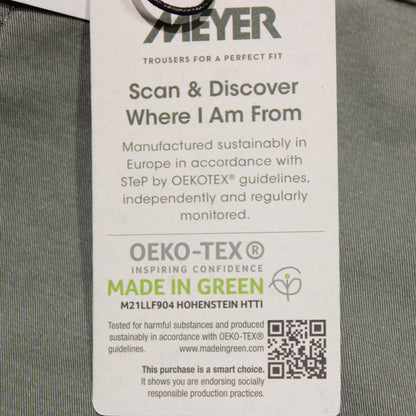 MEYER
TROUSERS FOR A PERFECT FIT
Scan & Discover
Where I Am From
Manufactured sustainably in
Europe in accordance with
STeP by OEKOTEX® guidelines,
independently and regularly
monitored.
OEKO-TEX®
INSPIRING CONFIDENCE
MADE IN GREEN
M21LLF904 HOHENSTEIN HTTI
Tested for harmful substances and produced
sustainably in accordance with OEKO-TEX®
guidelines. www.madeingreen.com
This purchase is a smart choice.
It shows you are endorsing socially
responsible production practices.